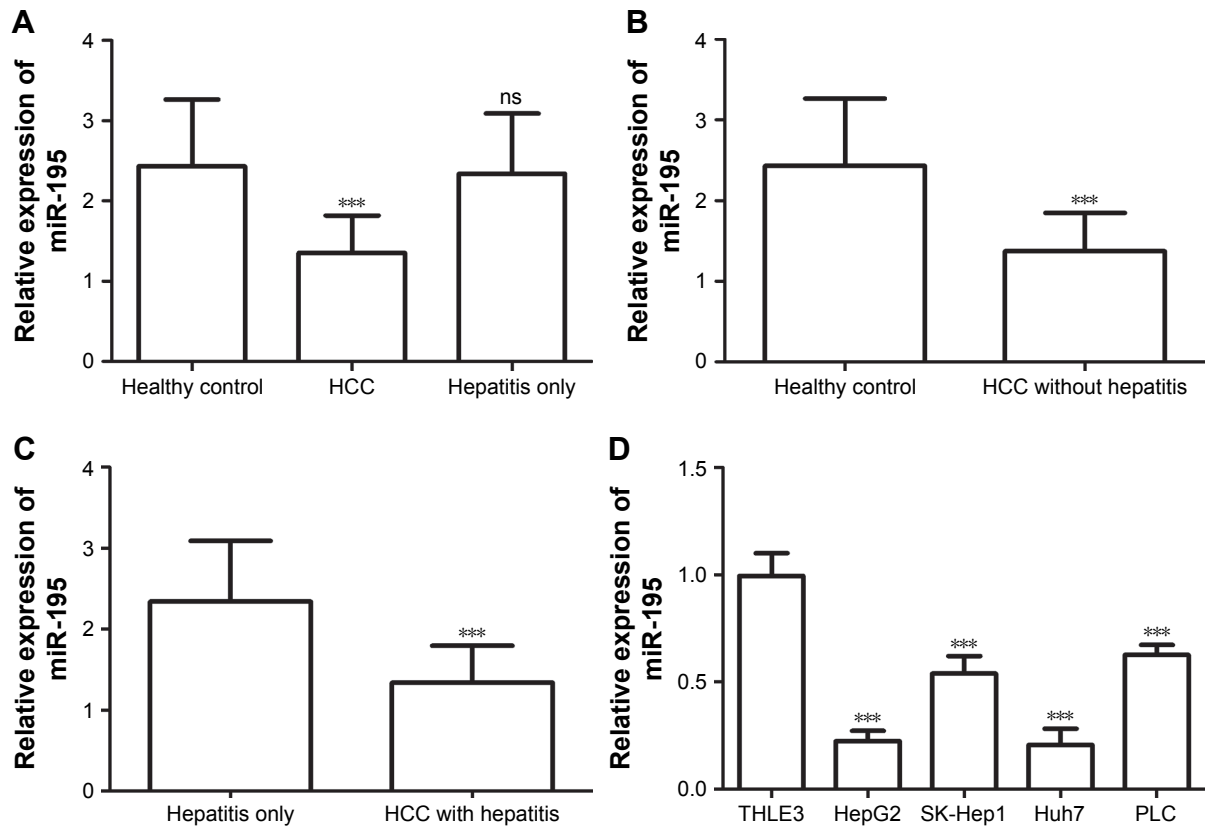 A
Relative expression of
miR-195
4
3
2
1
0
***
ns
Healthy control HCC Hepatitis only
B
Relative expression of
miR-195
4
3
2
1
0
***
Healthy control HCC without hepatitis
C
Relative expression of
miR-195
4
3
2
1
0
***
Hepatitis only HCC with hepatitis
D
Relative expression of
miR-195
1.5
1.0
0.5
0.0
***
***
***
***
THLE3 HepG2 SK-Hep1 Huh7 PLC